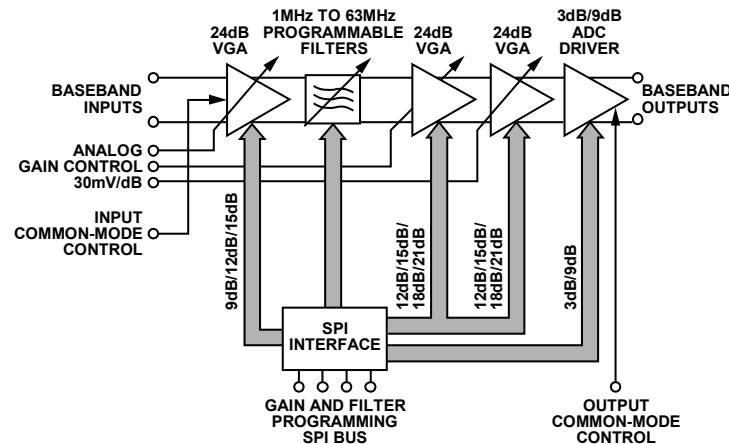 24dB
VGA
1MHz TO 63MHz
PROGRAMMABLE
FILTERS
24dB
VGA
24dB
VGA
3dB/9dB
ADC
DRIVER
BASEBAND
INPUTS
BASEBAND
OUTPUTS
ANALOG
GAIN CONTROL
30mV/dB
INPUT
COMMON-MODE
CONTROL
9dB/12dB/15dB
12dB/15dB/
18dB/21dB
12dB/15dB/
18dB/21dB
3dB/9dB
SPI
INTERFACE
GAIN AND FILTER
PROGRAMMING
SPI BUS
OUTPUT
COMMON-MODE
CONTROL